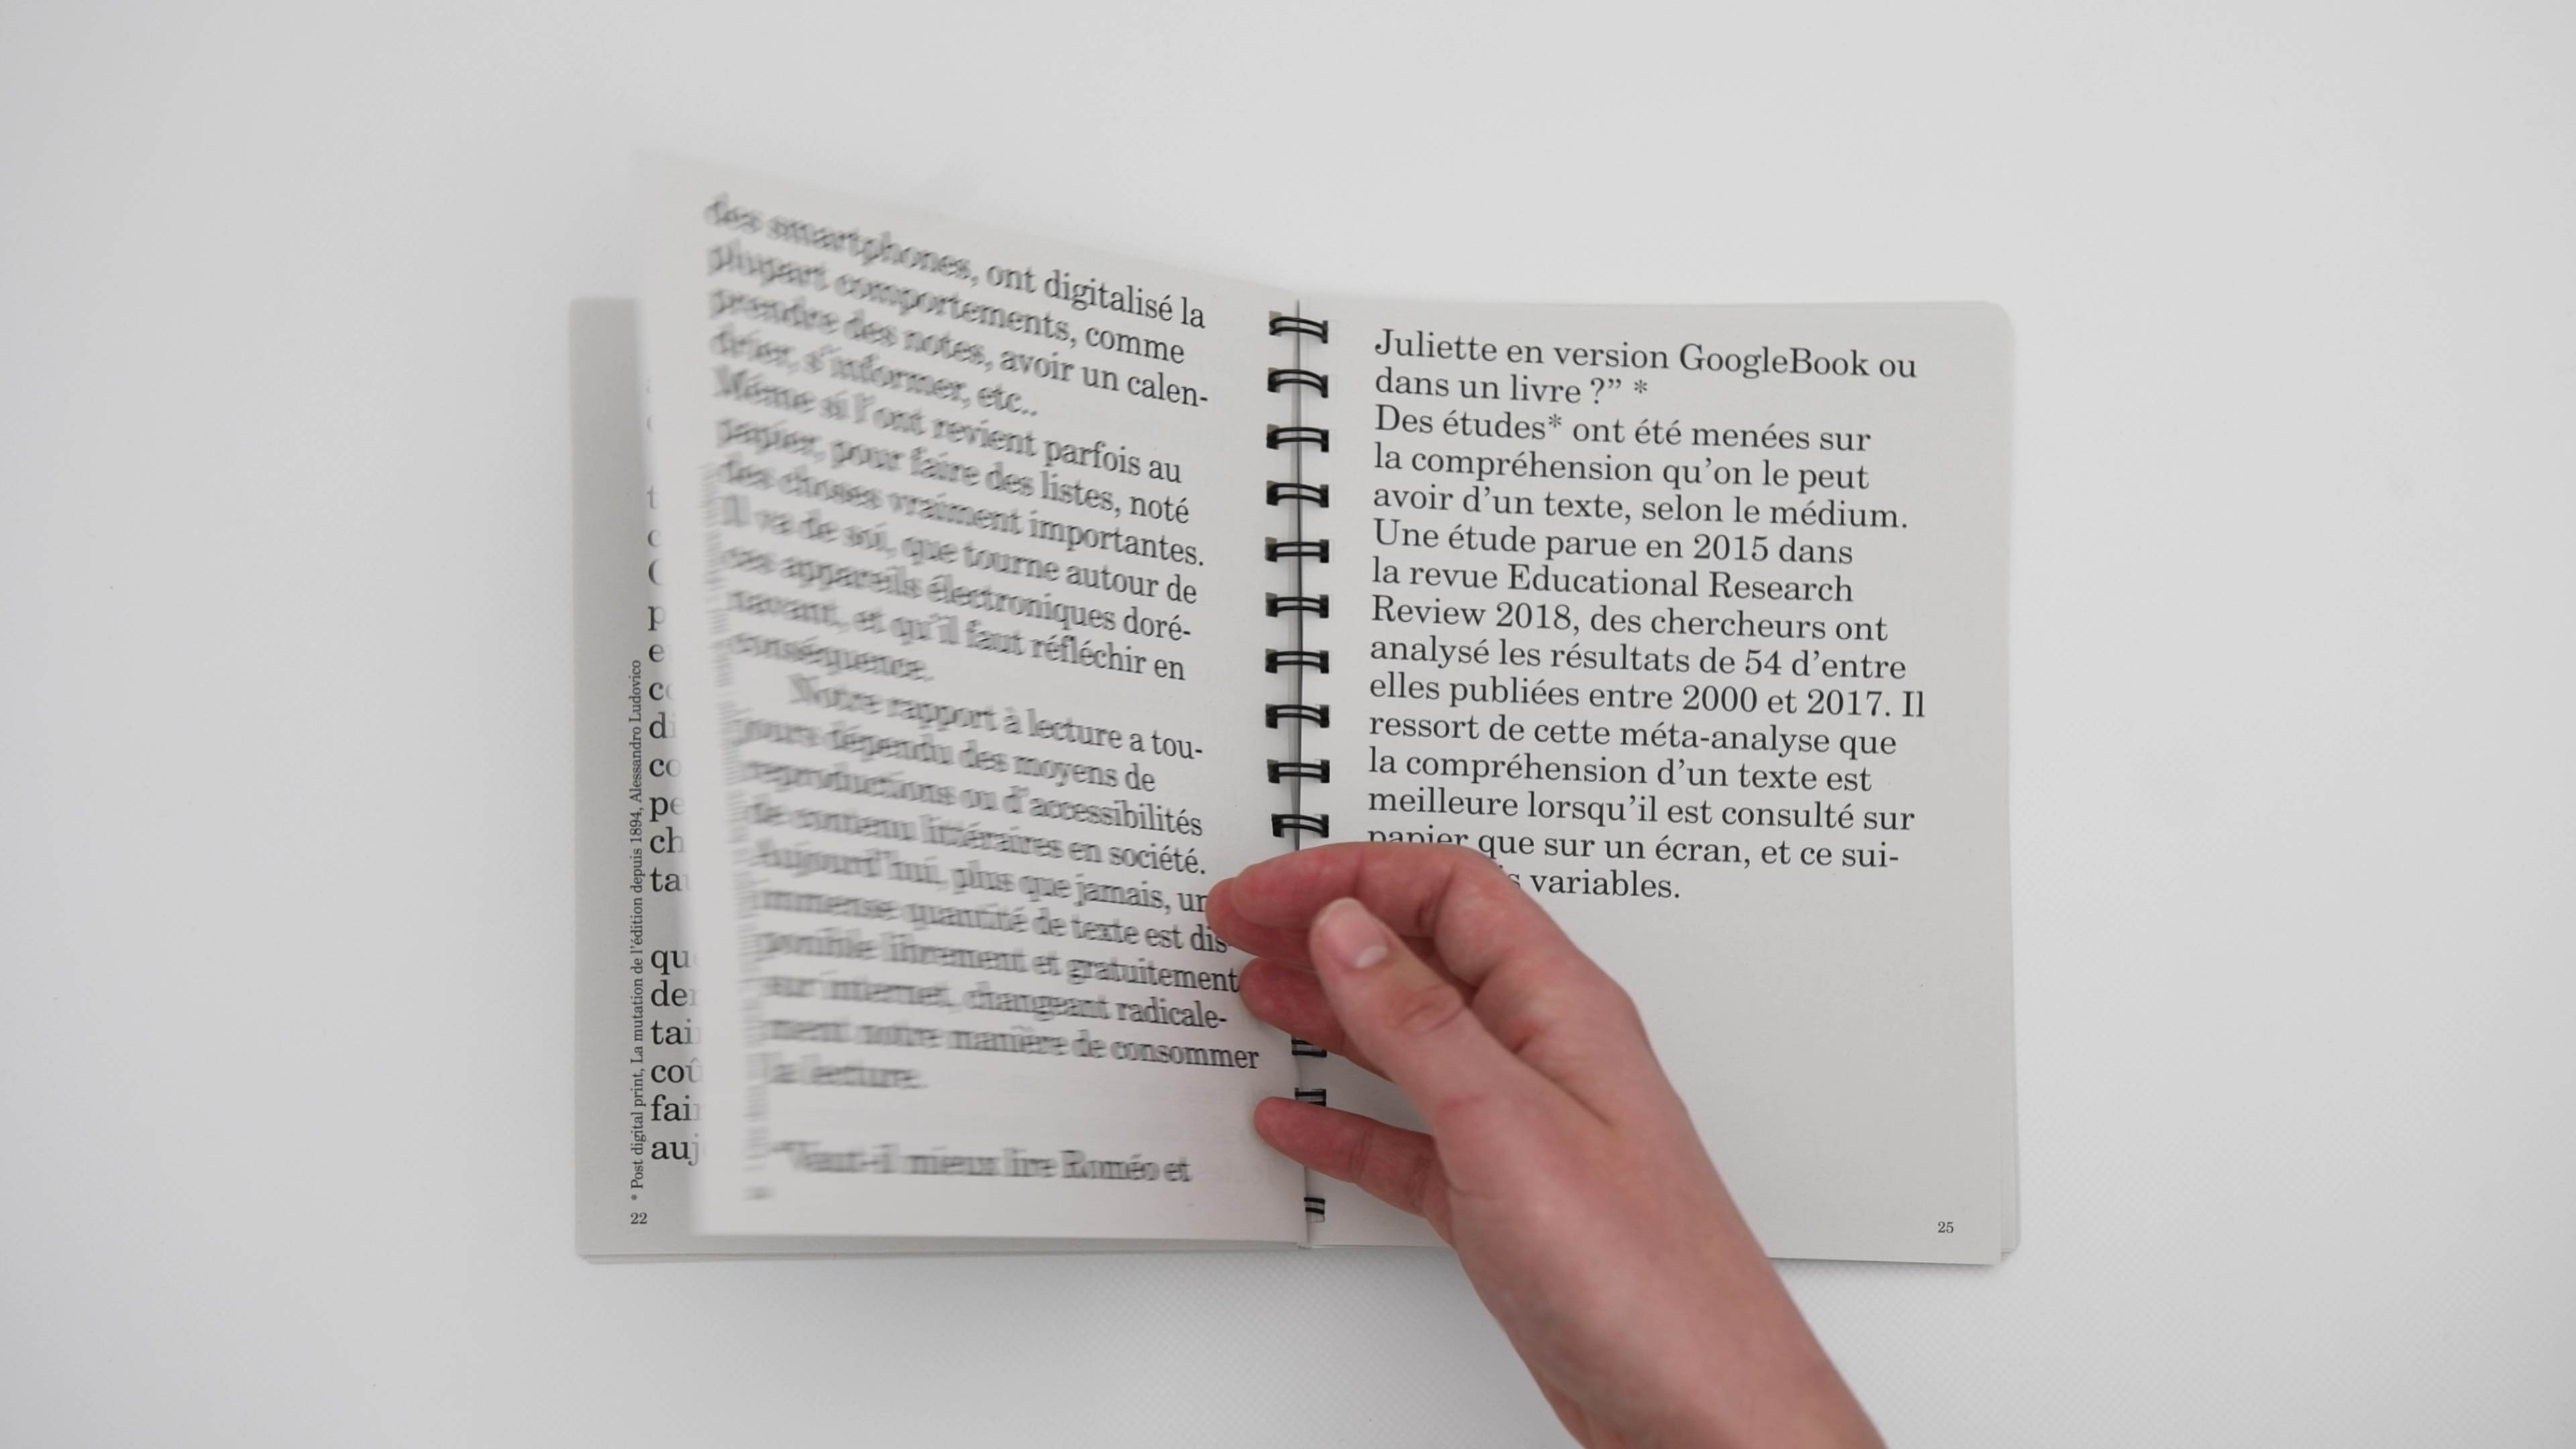 * Post digital print, La mutation de l'édition depuis 1894, Alessandro Ludovico
22
des smartphones, ont digitalisé la
plupart comportements, comme
prendre des notes, avoir un calen-
drier, s'informer, etc..
Même si l'ont revient parfois au
papier, pour faire des listes, noté
des choses vraiment importantes.
Il va de soi, que tourne autour de
ces appareils électroniques doré-
navant, et qu'il faut réfléchir en
conséquence.
Notre rapport à lecture a tou-
jours dépendu des moyens de
reproductions ou d'accessibilités
de contenu littéraires en société.
Aujourd'hui, plus que jamais,
immense quantité de texte est dis-
ponible librement et gratuitement
sur internet, changeant radicale-
ment notre manière de consommer
la lecture.
"Vaut-il mieux lire Roméo et
Juliette en version GoogleBook ou
dans un livre ?” *
Des études* ont été menées sur
la compréhension qu’on le peut
avoir d’un texte, selon le médium.
Une étude parue en 2015 dans
la revue Educational Research
Review 2018, des chercheurs ont
analysé les résultats de 54 d’entre
elles publiées entre 2000 et 2017. Il
ressort de cette méta-analyse que
la compréhension d’un texte est
meilleure lorsqu’il est consulté sur
papier que sur un écran, et ce sui-
variables.
25